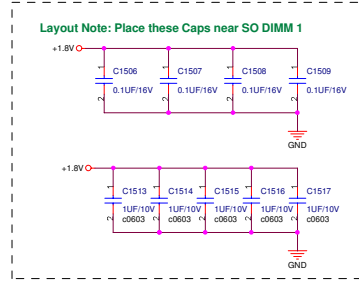 Layout Note: Place these Caps near SO DIMM 1
+1.8V
1 1 1 1
C1506 C1507 C1508 C1509
0.1UF/16V 0.1UF/16V 0.1UF/16V 0.1UF/16V
2 2 2 2
GND
+1.8V
1 1 1 1 1
C1513 C1514 C1515 C1516 C1517
1UF/10V 1UF/10V 1UF/10V 1UF/10V 1UF/10V
2 c0603 2 c0603 2 c0603 2 c0603 2 c0603
GND